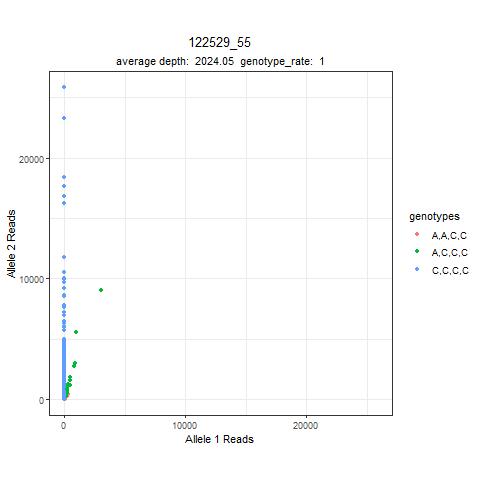 122529_55
average depth:  2024.05  genotype_rate:  1
Allele 2 Reads
20000
10000
0
0
10000
20000
Allele 1 Reads
genotypes
A,A,C,C
A,C,C,C
C,C,C,C